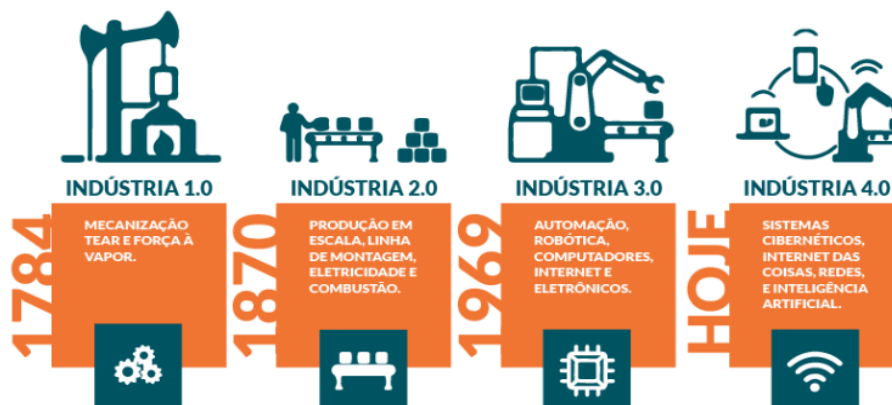 INDÚSTRIA 1.0
1784
MECANIZAÇÃO
TEAR E FORÇA À
VAPOR.
INDÚSTRIA 2.0
1870
PRODUÇÃO EM
ESCALA, LINHA
DE MONTAGEM,
ELETRICIDADE E
COMBUSTÃO.
INDÚSTRIA 3.0
1969
AUTOMAÇÃO,
ROBÓTICA,
COMPUTADORES,
INTERNET E
ELETRÔNICOS.
INDÚSTRIA 4.0
HOJE
SISTEMAS
CIBERNÉTICOS,
INTERNET DAS
COISAS, REDES,
E INTELIGÊNCIA
ARTIFICIAL.